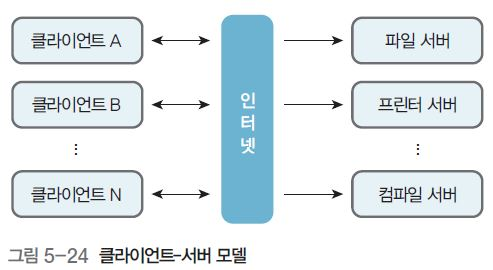 클라이언트 A
파일 서버
클라이언트 B
프린터 서버
인터넷
⋮
⋮
클라이언트 N
컴파일 서버
그림 5-24 클라이언트-서버 모델